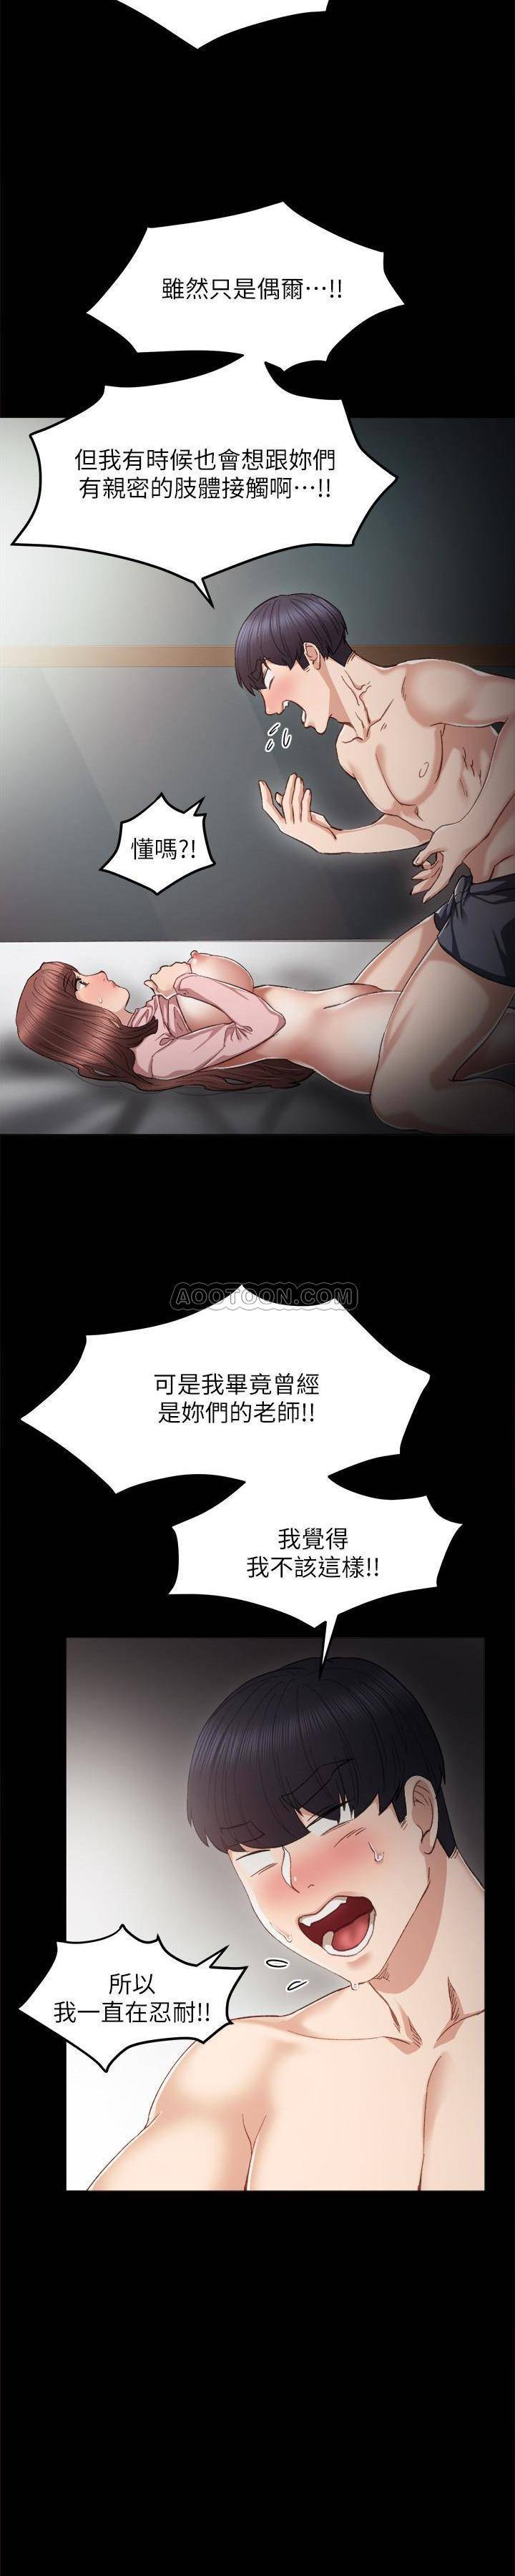 雖然只是偶爾⋯!!
但我有時候也會想跟妳們
有親密的肢體接觸啊⋯!!
懂嗎?!
AOOTOON.COM
可是我畢竟曾經
是妳們的老師!!
我覺得
我不該這樣!!
所以
我一直在忍耐!!